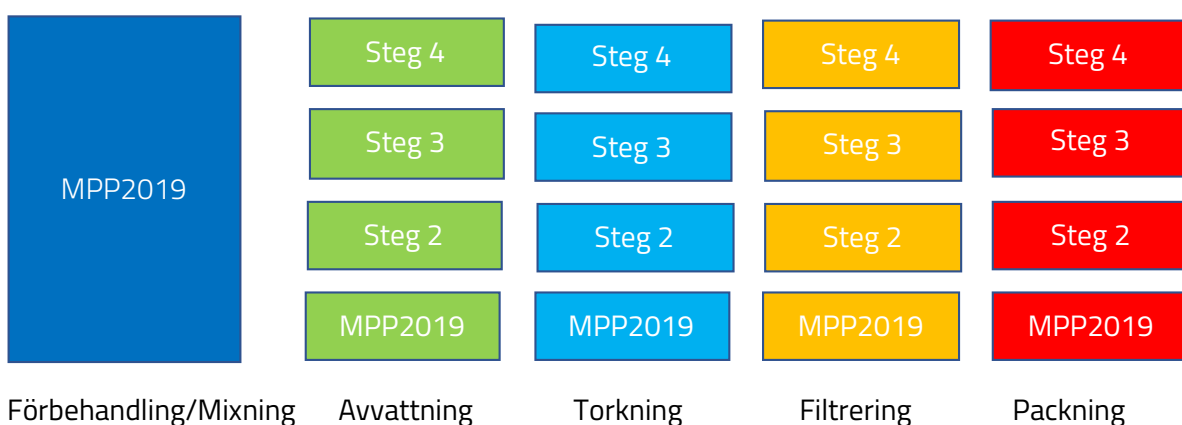 Steg 4 Steg 4 Steg 4 Steg 4
Steg 3 Steg 3 Steg 3 Steg 3
MPP2019
Steg 2 Steg 2 Steg 2 Steg 2
MPP2019 MPP2019 MPP2019 MPP2019
Förbehandling/Mixning Avvattning Torkning Filtrering Packning